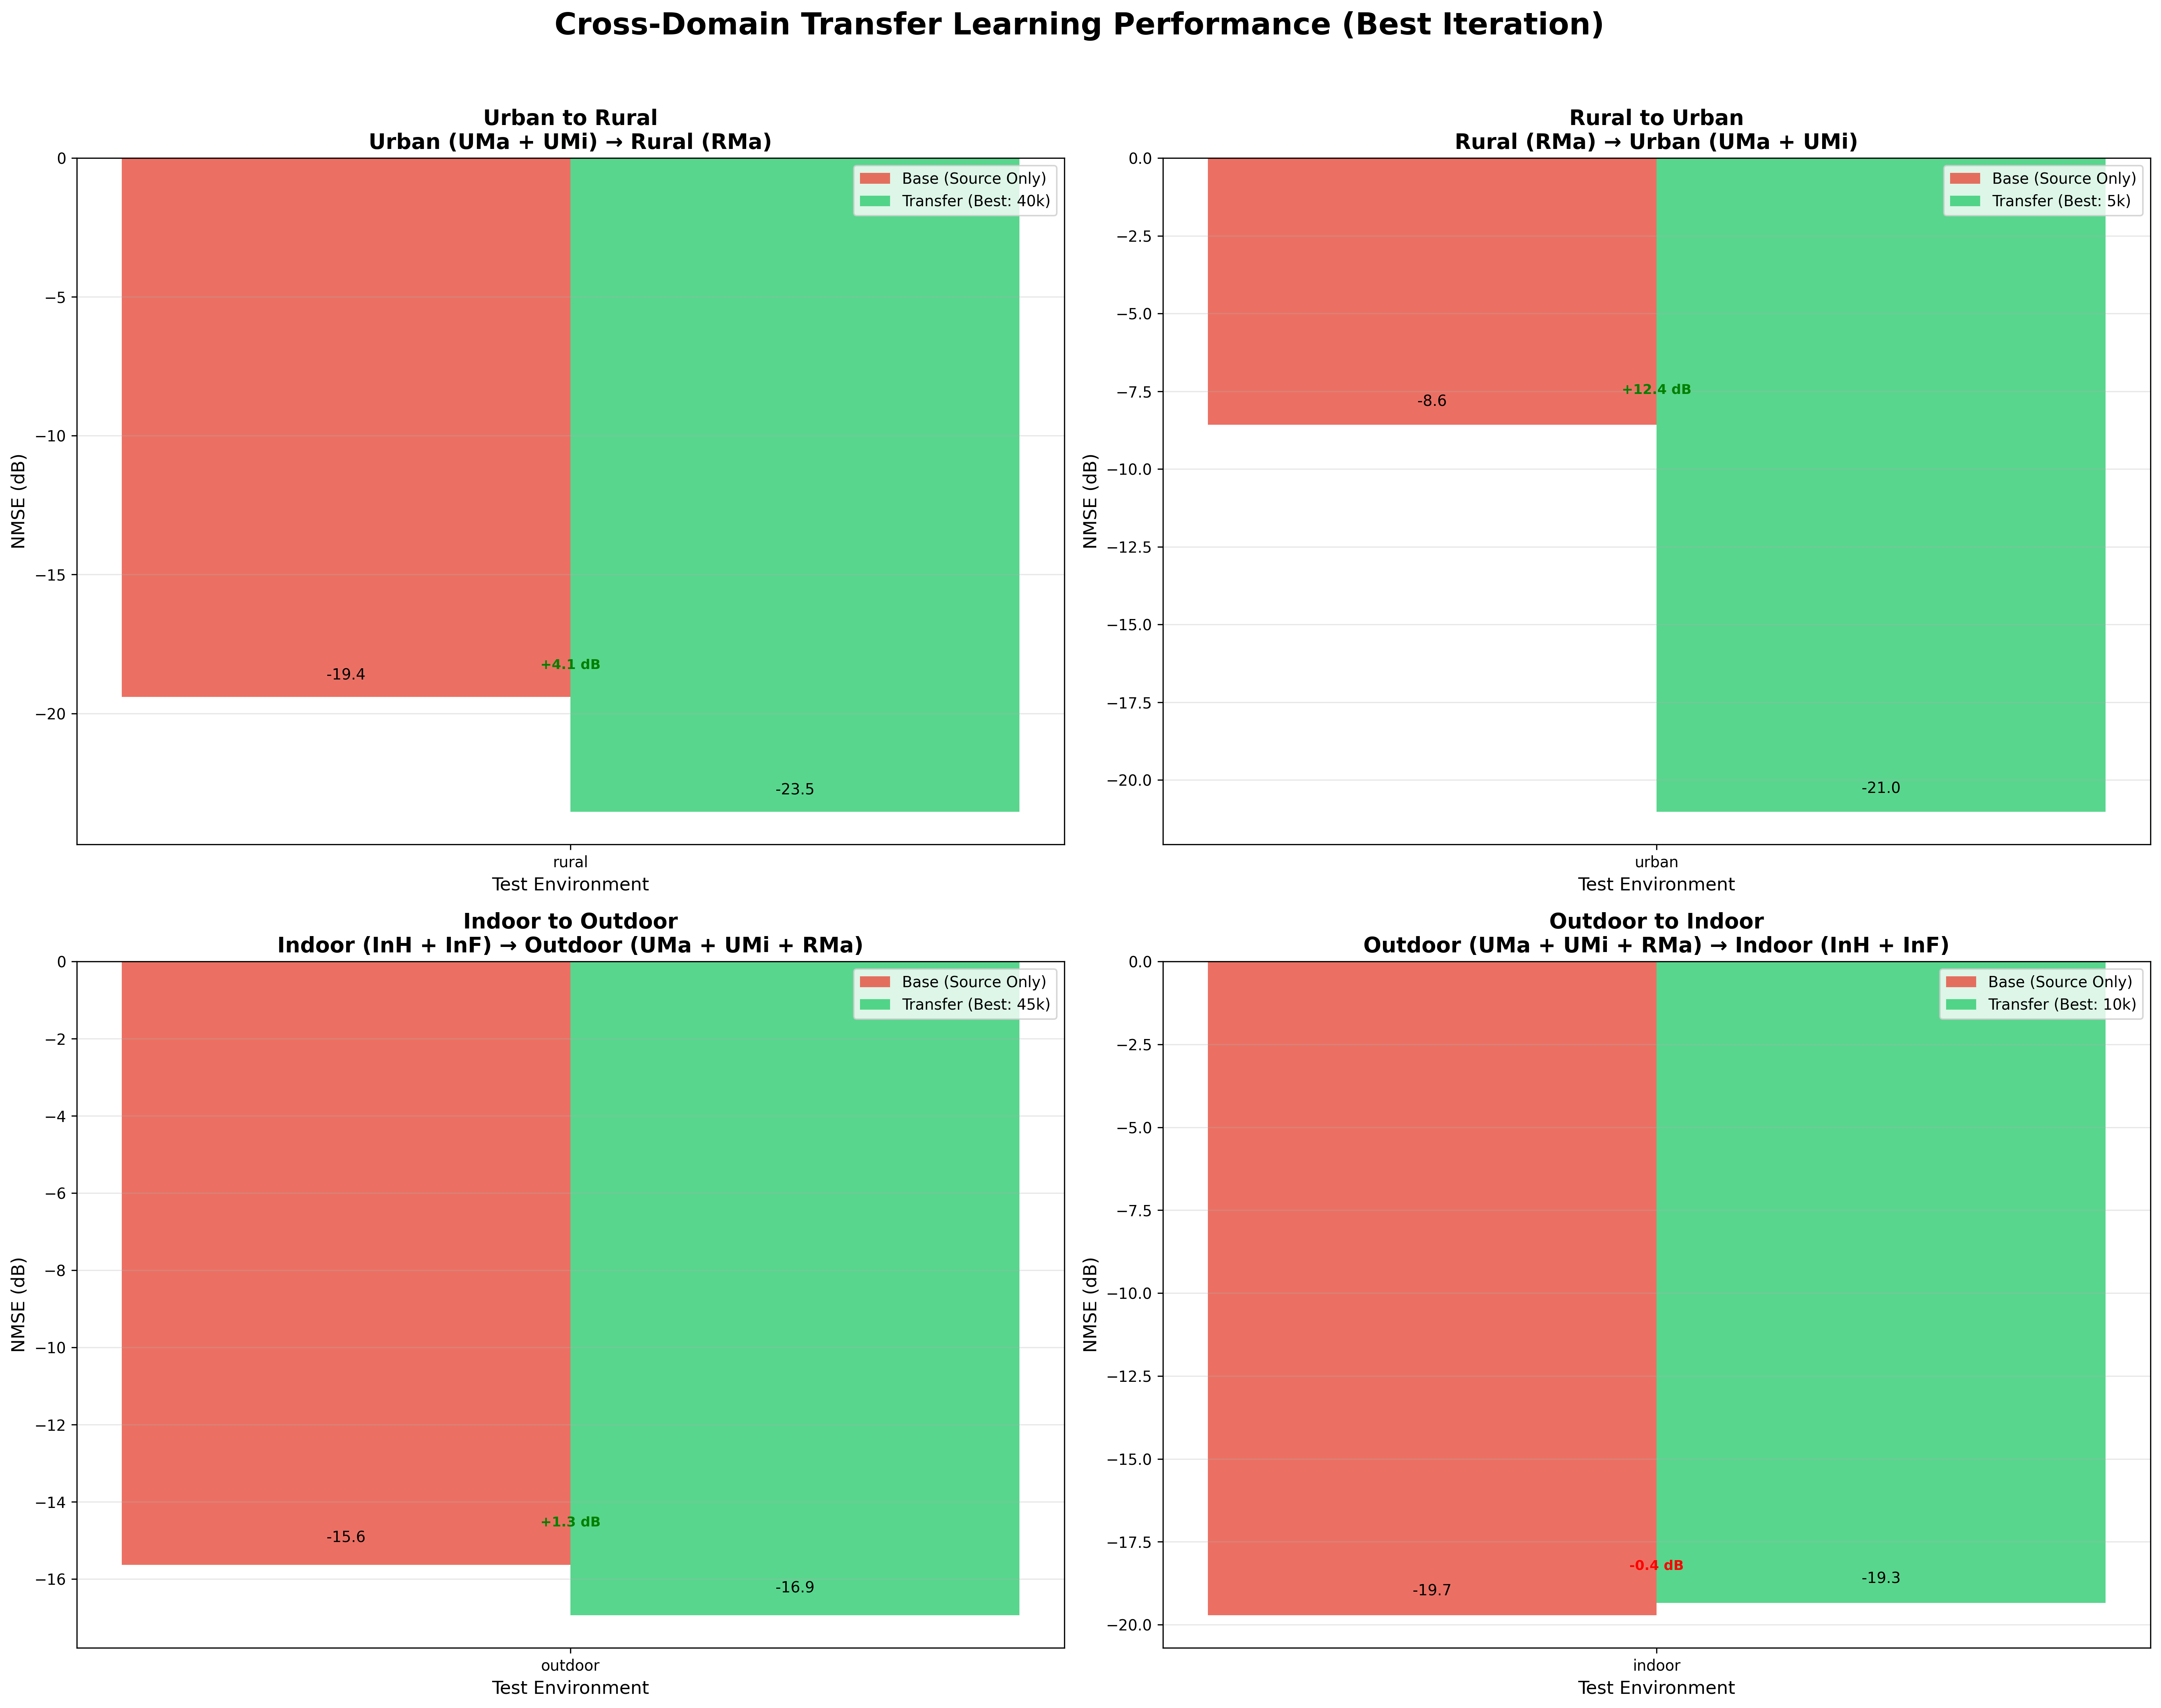 Cross-Domain Transfer Learning Performance (Best Iteration)
Urban to Rural
Urban (UMa + UMi) → Rural (RMa)
Base (Source Only)
Transfer (Best: 40k)
NMSE (dB)
0
−5
−10
−15
−20
-19.4
+4.1 dB
-23.5
rural
Test Environment
Rural to Urban
Rural (RMa) → Urban (UMa + UMi)
Base (Source Only)
Transfer (Best: 5k)
NMSE (dB)
0.0
−2.5
−5.0
−7.5
−10.0
−12.5
−15.0
−17.5
−20.0
-8.6
+12.4 dB
-21.0
urban
Test Environment
Indoor to Outdoor
Indoor (InH + InF) → Outdoor (UMa + UMi + RMa)
Base (Source Only)
Transfer (Best: 45k)
NMSE (dB)
0
−2
−4
−6
−8
−10
−12
−14
−16
-15.6
+1.3 dB
-16.9
outdoor
Test Environment
Outdoor to Indoor
Outdoor (UMa + UMi + RMa) → Indoor (InH + InF)
Base (Source Only)
Transfer (Best: 10k)
NMSE (dB)
0.0
−2.5
−5.0
−7.5
−10.0
−12.5
−15.0
−17.5
−20.0
-19.7
-0.4 dB
-19.3
indoor
Test Environment